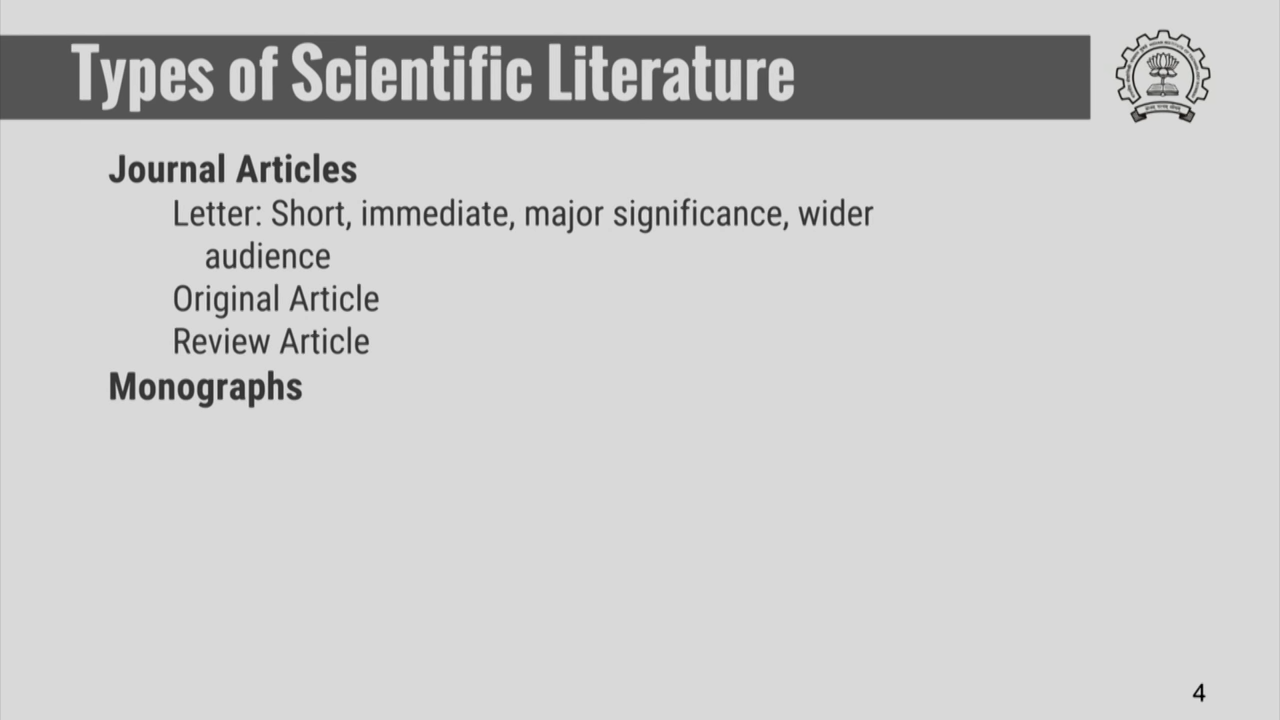 Types of Scientific Literature
Journal Articles
Letter: Short, immediate, major significance, wider
audience
Original Article
Review Article
Monographs
4